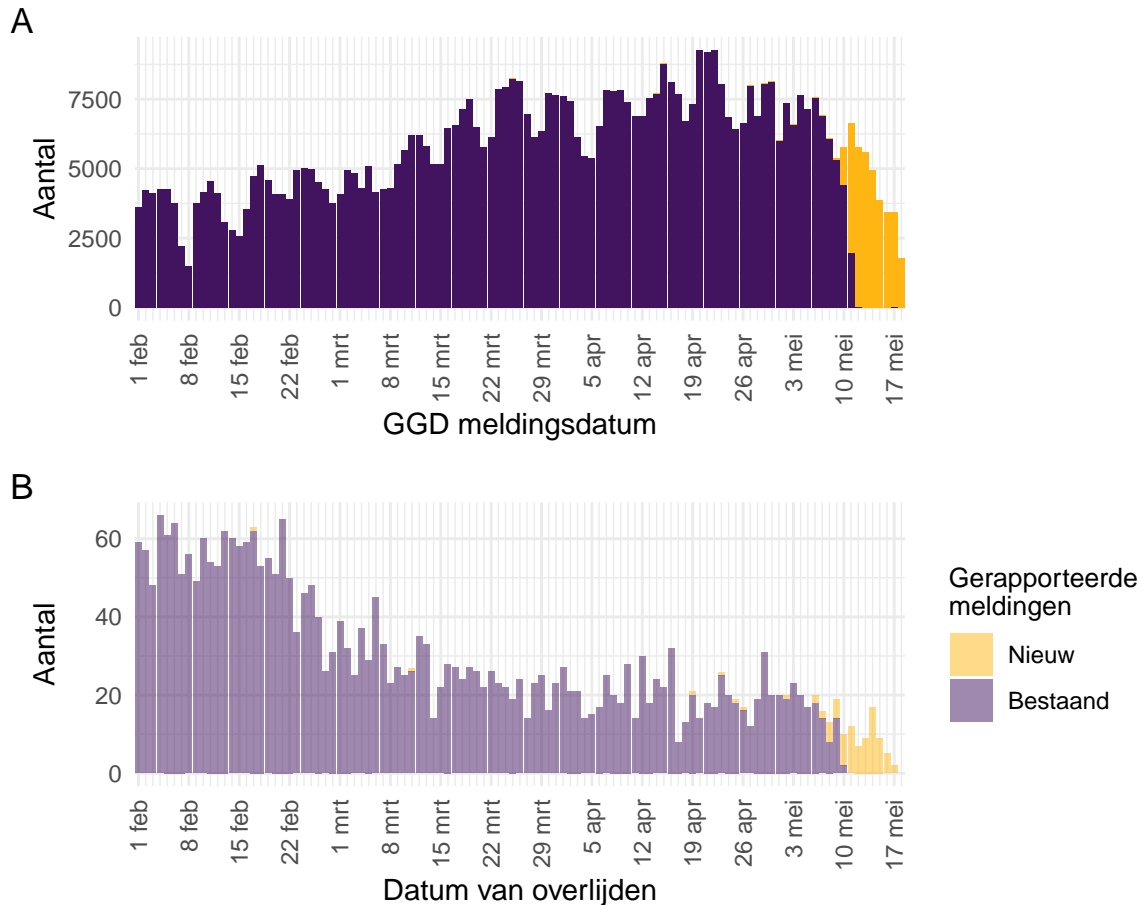 A
Aantal
7500
5000
2500
0
1 feb
8 feb
15 feb
22 feb
1 mrt
8 mrt
15 mrt
22 mrt
29 mrt
5 apr
12 apr
19 apr
26 apr
3 mei
10 mei
17 mei
GGD meldingsdatum
B
Aantal
60
40
20
0
1 feb
8 feb
15 feb
22 feb
1 mrt
8 mrt
15 mrt
22 mrt
29 mrt
5 apr
12 apr
19 apr
26 apr
3 mei
10 mei
17 mei
Datum van overlijden
Gerapporteerde
meldingen
Nieuw
Bestaand